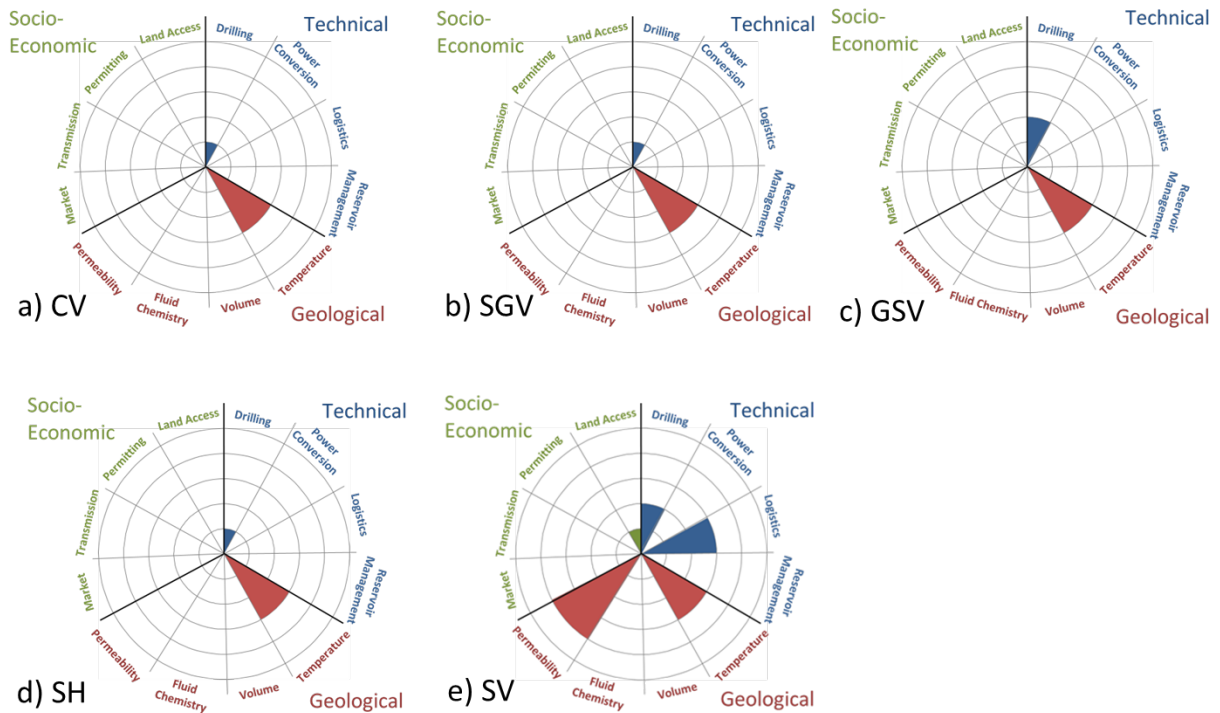 Socio-
Economic
Land Access
Drilling
Technical
Permitting
Power
Conversion
Transmission
Logistics
Market
Reservoir
Management
Permeability
Fluid
Chemistry
Volume
Temperature
Geological
a) CV
Socio-
Economic
Land Access
Drilling
Technical
Permitting
Power
Conversion
Transmission
Logistics
Market
Reservoir
Management
Permeability
Fluid
Chemistry
Volume
Temperature
Geological
b) SGV
Socio-
Economic
Land Access
Drilling
Technical
Permitting
Power
Conversion
Transmission
Logistics
Market
Reservoir
Management
Permeability
Fluid Chemistry
Volume
Temperature
Geological
c) GSV
Socio-
Economic
Land Access
Drilling
Technical
Permitting
Power
Conversion
Transmission
Logistics
Market
Reservoir
Management
Permeability
Fluid
Chemistry
Volume
Temperature
Geological
d) SH
Socio-
Economic
Land Access
Drilling
Technical
Permitting
Power
Conversion
Transmission
Logistics
Market
Reservoir
Management
Permeability
Fluid
Chemistry
Volume
Temperature
Geological
e) SV